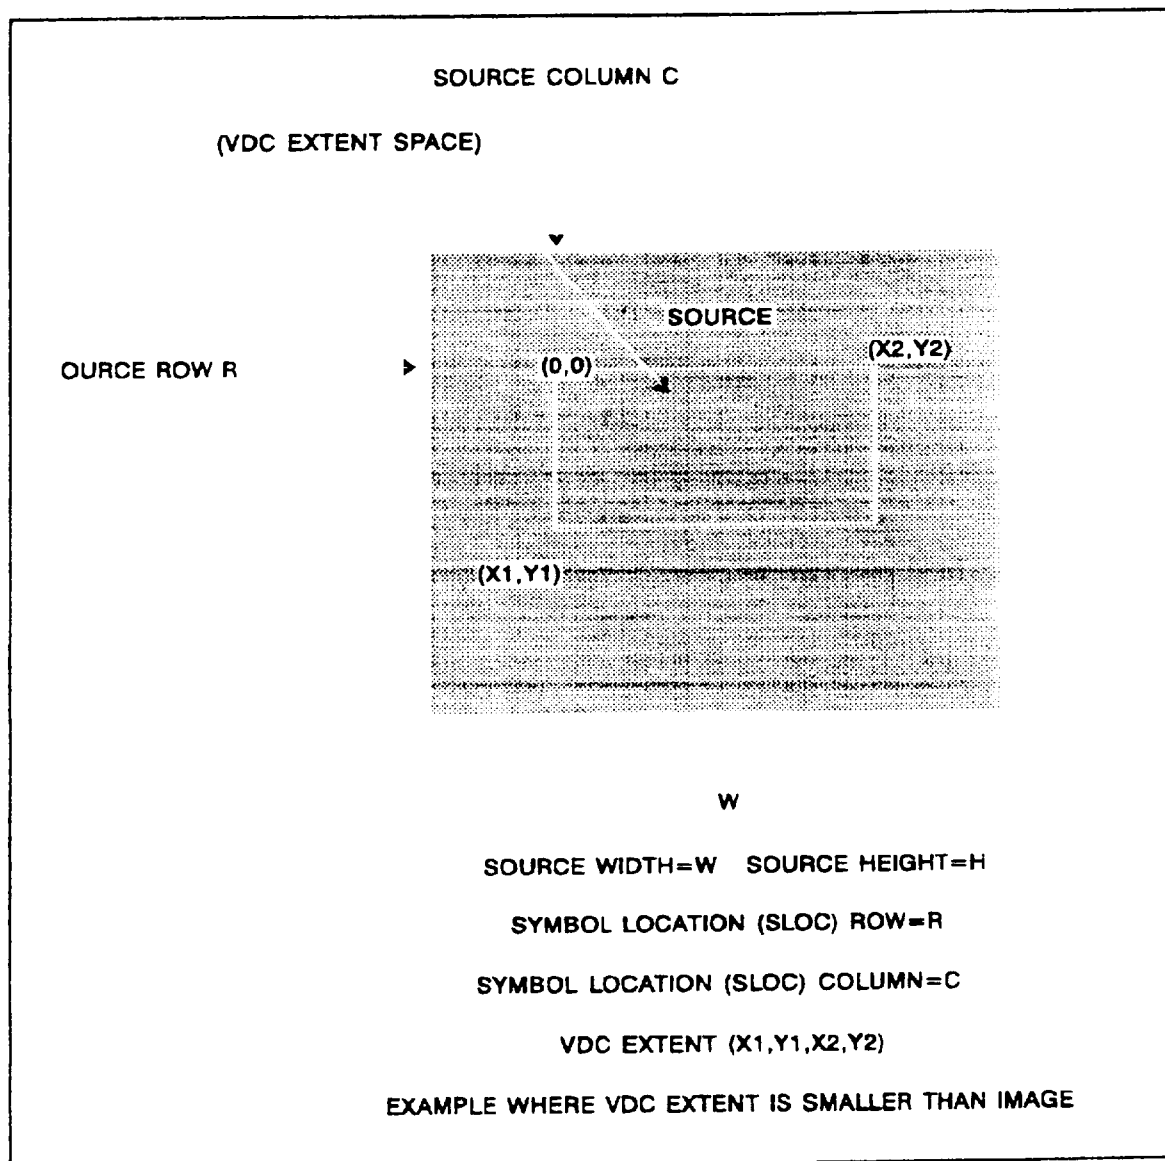 SOURCE COLUMN C
(VDC EXTENT SPACE)
SOURCE
(X2,Y2)
OURCE ROW R
(0,0)
(X1,Y1)
W
SOURCE WIDTH=W SOURCE HEIGHT=H
SYMBOL LOCATION (SLOC) ROW=R
SYMBOL LOCATION (SLOC) COLUMN=C
VDC EXTENT (X1,Y1,X2,Y2)
EXAMPLE WHERE VDC EXTENT IS SMALLER THAN IMAGE